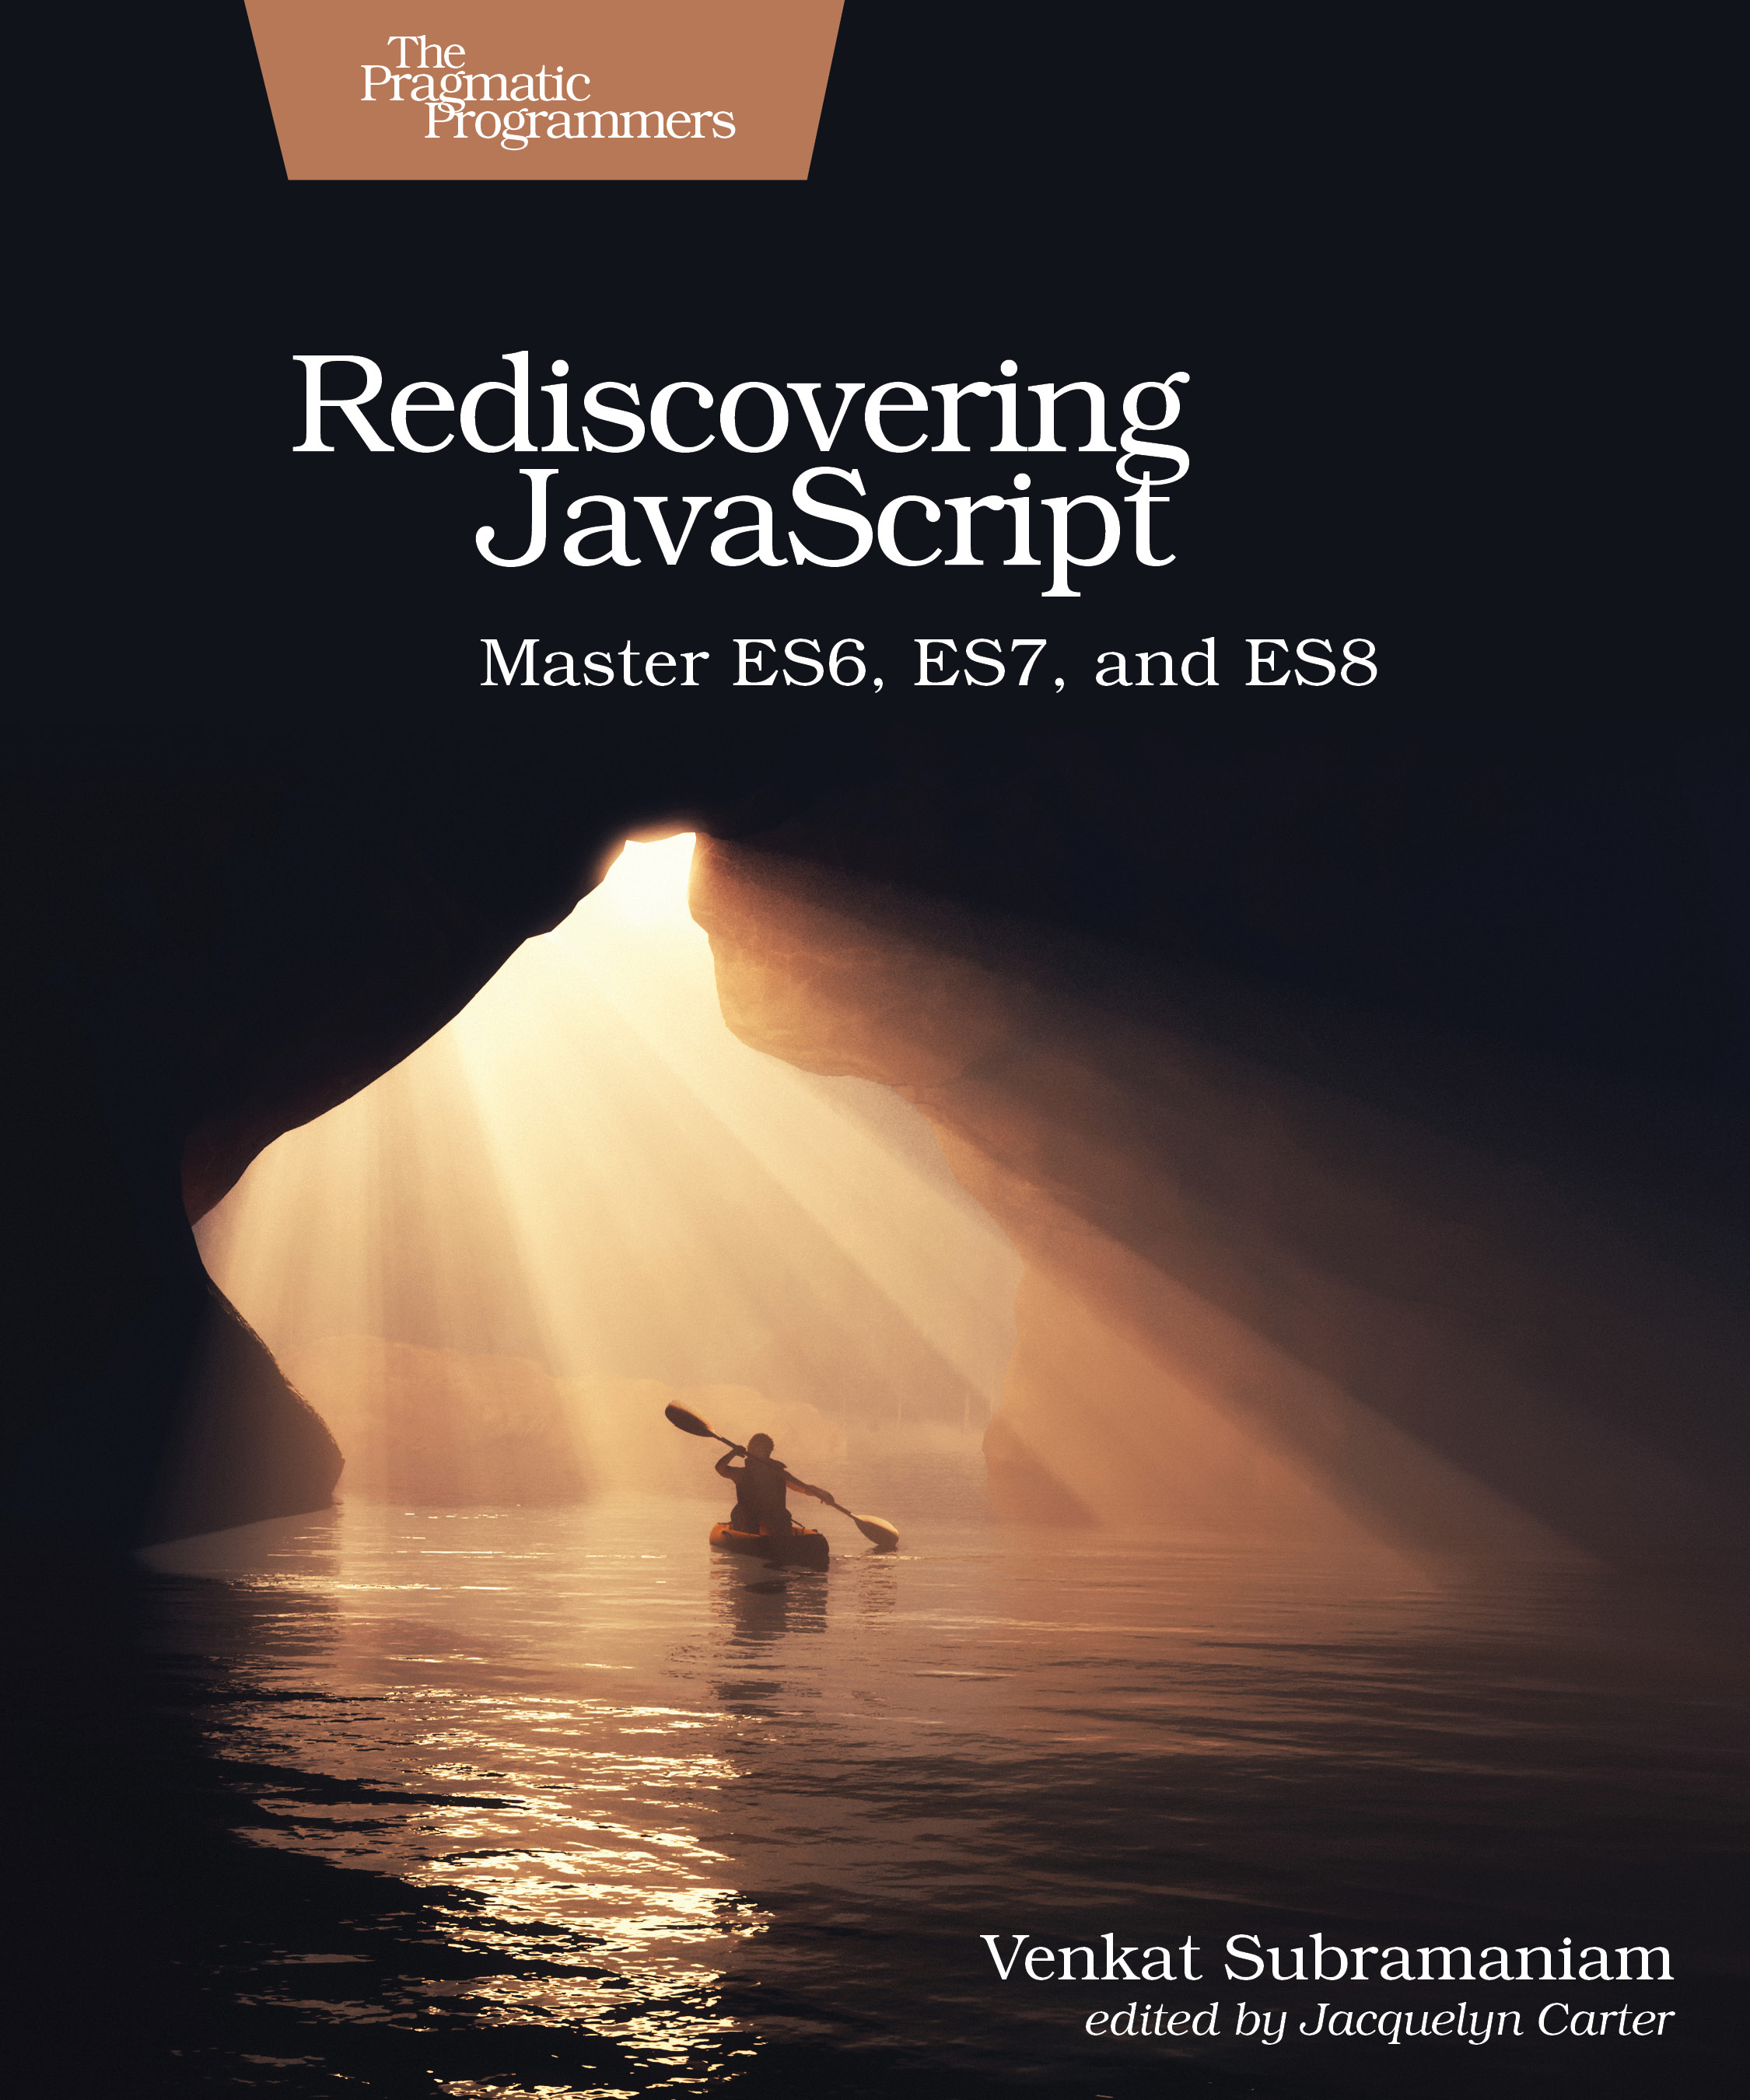 The
Pragmatic
Programmers
Rediscovering
JavaScript
Master ES6, ES7, and ES8
Venkat Subramaniam
edited by Jacquelyn Carter